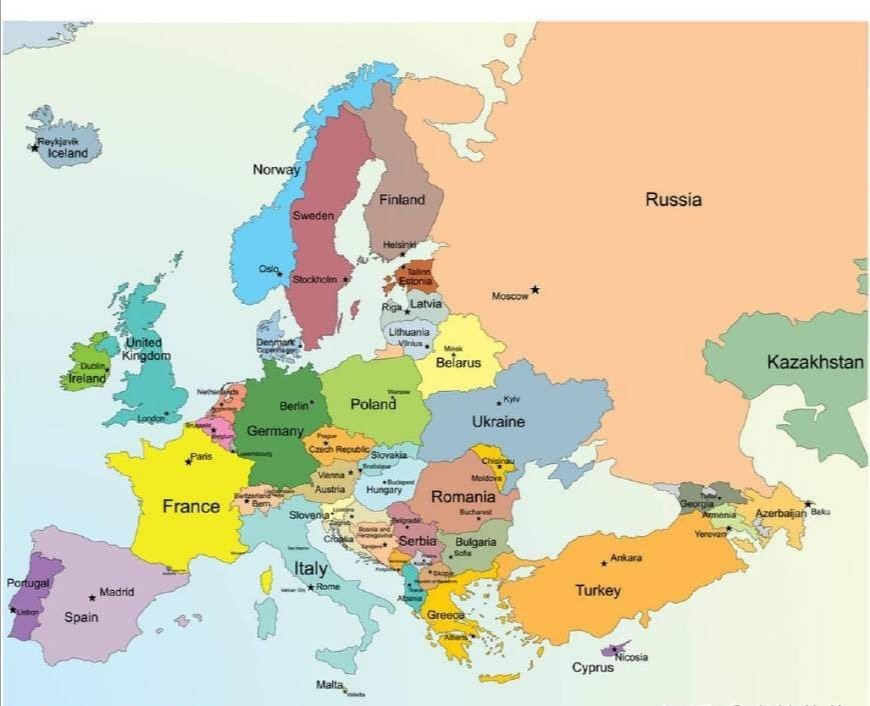 Reykjavik
Iceland
Norway
Sweden
Finland
Russia
Helsinki
Oslo
Stockholm
Tallinn
Estonia
Moscow
Riga
Latvia
Lithuania
Vilnius
Denmark
Copenhagen
United
Kingdom
Dublin
Ireland
London
Minsk
Belarus
Kazakhstan
Netherlands
Berlin
Warsaw
Poland
Kyiv
Ukraine
Brussels
Belgium
Germany
Prague
Czech Republic
Luxembourg
Paris
Slovakia
Bratislava
Vienna
Austria
Budapest
Hungary
Chisinau
Moldova
France
Switzerland
Bern
Romania
Bucharest
Slovenia
Zagreb
Croatia
Bosnia and
Herzegovina
Sarajevo
Belgrade
Serbia
Bulgaria
Sofia
Georgia
Armenia
Yerevan
Azerbaijan
Baku
Italy
Rome
Vatican City
San Marino
Kosovo
Skopje
Albania
Portugal
Lisbon
Madrid
Spain
Ankara
Turkey
Greece
Athens
Nicosia
Cyprus
Malta
Valletta